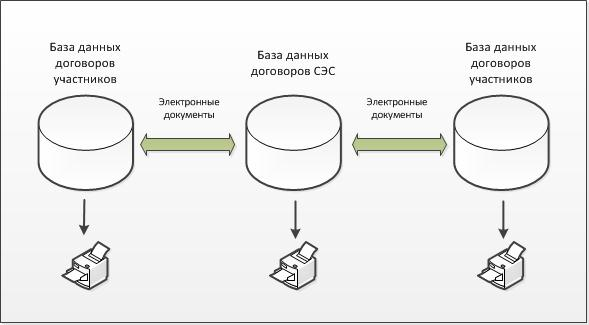 База данных
договоров
участников
База данных
договоров СЭС
База данных
договоров
участников
Электронные
документы
Электронные
документы